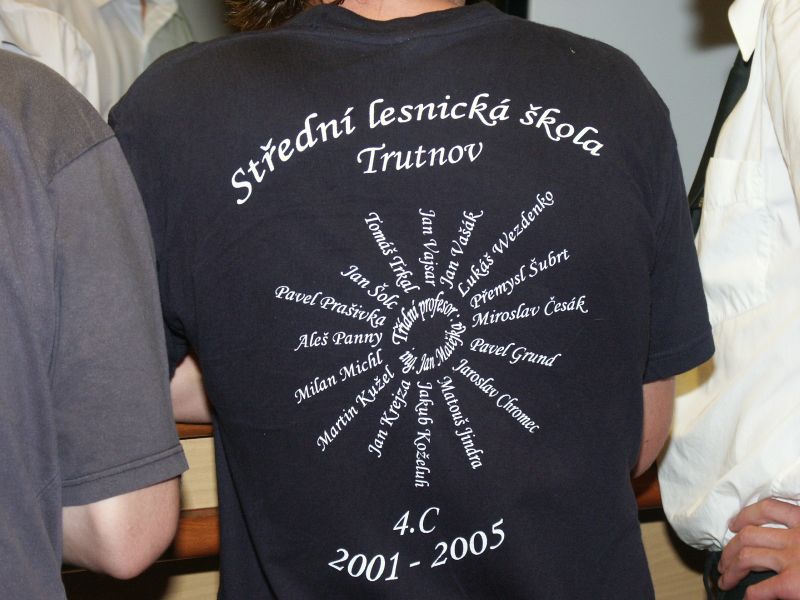 Střední lesnická škola
Trutnov
Třídní profesor:
ing. Jan Matějka
Jan Vajsar
Jan Vašák
Lukáš Wezdenko
Přemysl Šubrt
Miroslav Česák
Pavel Grund
Jaroslav Chromec
Matouš Jindra
Jakub Koželuh
Jan Krejza
Martin Kužel
Milan Michl
Aleš Panny
Pavel Prašivka
Jan Šolc
Tomáš Trkal
4.C
2001 - 2005